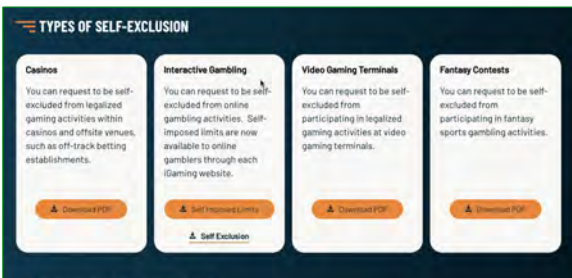 TYPES OF SELF-EXCLUSION
Casinos
You can request to be self-
excluded from legalized
gaming activities within
casinos and offsite venues,
such as off-track betting
establishments.
Download PDF
Interactive Gambling
You can request to be self-
excluded from online
gambling activities. Self-
imposed limits are now
available to online
gamblers through each
iGaming website.
Self Imposed Limits
Self Exclusion
Video Gaming Terminals
You can request to be self-
excluded from
participating in legalized
gaming activities at video
gaming terminals.
Download PDF
Fantasy Contests
You can request to be self-
excluded from
participating in fantasy
sports gambling activities.
Download PDF